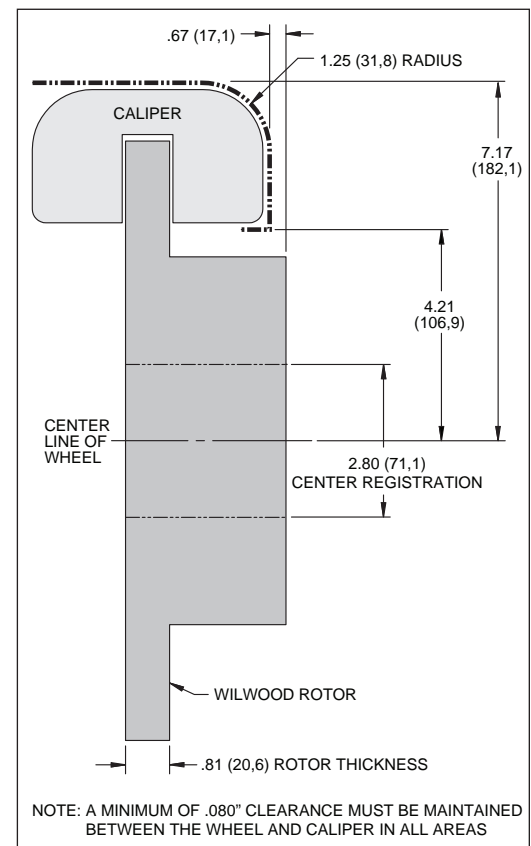 .67 (17,1)
1.25 (31,8) RADIUS
CALIPER
7.17
(182,1)
4.21
(106,9)
CENTER
LINE OF
WHEEL
2.80 (71,1)
CENTER REGISTRATION
WILWOOD ROTOR
.81 (20,6) ROTOR THICKNESS
NOTE: A MINIMUM OF .080" CLEARANCE MUST BE MAINTAINED
BETWEEN THE WHEEL AND CALIPER IN ALL AREAS